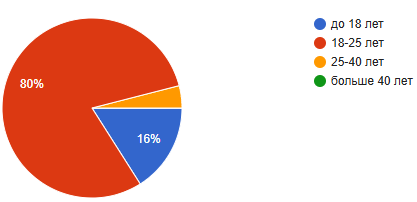 80%
16%
до 18 лет
18-25 лет
25-40 лет
больше 40 лет